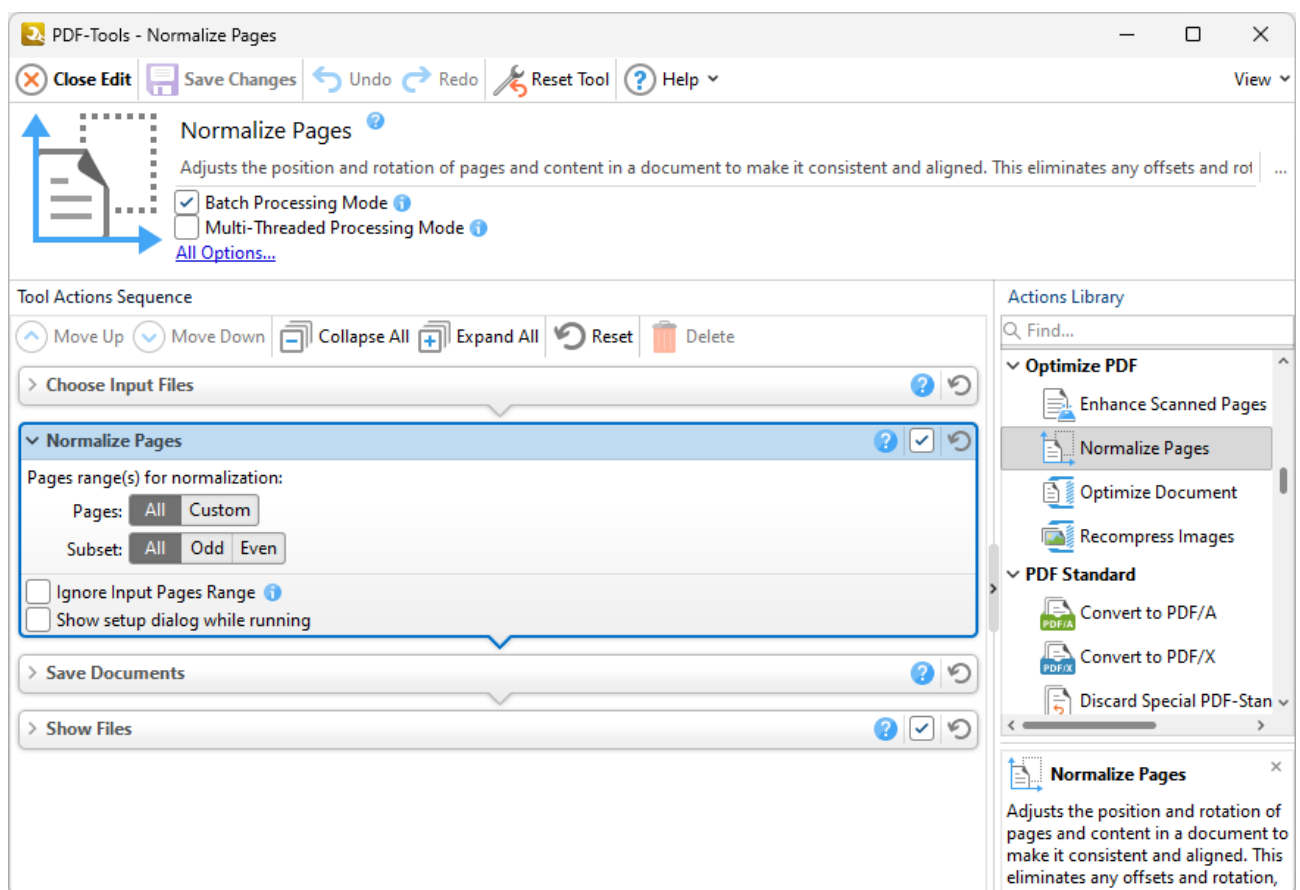 PDF-Tools - Normalize Pages
Close Edit Save Changes Undo Redo Reset Tool Help View
Normalize Pages
Adjusts the position and rotation of pages and content in a document to make it consistent and aligned. This eliminates any offsets and rot ...
Batch Processing Mode
Multi-Threaded Processing Mode
All Options...
Tool Actions Sequence
Move Up Move Down Collapse All Expand All Reset Delete
Choose Input Files
Normalize Pages
Pages range(s) for normalization:
Pages: All Custom
Subset: All Odd Even
Ignore Input Pages Range
Show setup dialog while running
Save Documents
Show Files
Actions Library
Find...
Optimize PDF
Enhance Scanned Pages
Normalize Pages
Optimize Document
Recompress Images
PDF Standard
PDF/A Convert to PDF/A
PDF/X Convert to PDF/X
Discard Special PDF-Stan
Normalize Pages
Adjusts the position and rotation of
pages and content in a document to
make it consistent and aligned. This
eliminates any offsets and rotation,